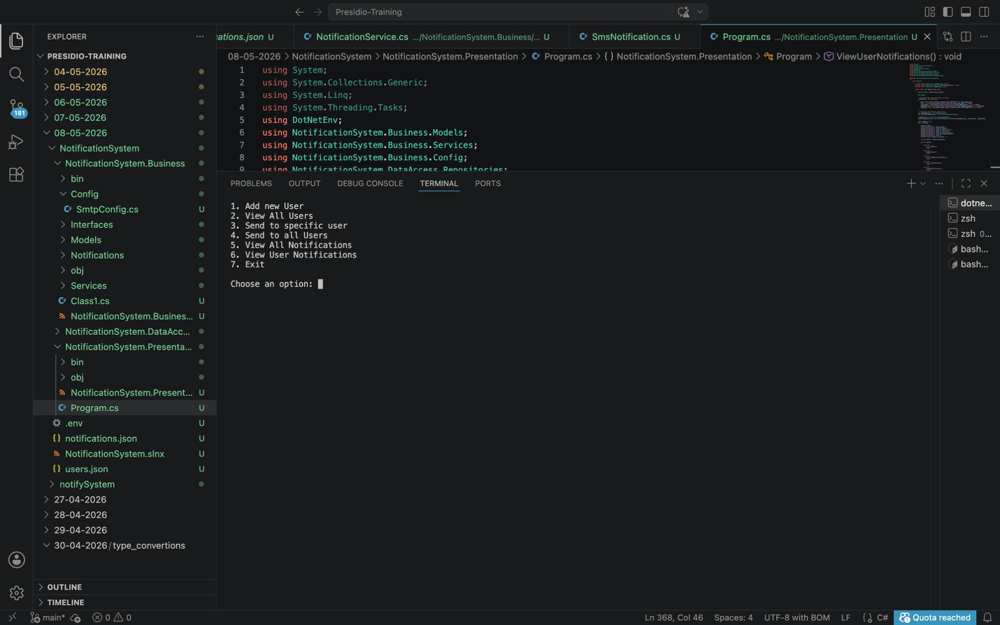 Presidio-Training
EXPLORER
PRESIDIO-TRAINING
04-05-2026
05-05-2026
06-05-2026
07-05-2026
08-05-2026
NotificationSystem
NotificationSystem.Business
bin
Config
SmtpConfig.cs U
Interfaces
Models
Notifications
obj
Services
Class1.cs U
NotificationSystem.Busines... U
NotificationSystem.DataAcc...
NotificationSystem.Presenta...
bin
obj
NotificationSystem.Present... U
Program.cs U
.env U
notifications.json U
NotificationSystem.slnx U
users.json U
notifySystem
27-04-2026
28-04-2026
29-04-2026
30-04-2026/type_convertions
OUTLINE
TIMELINE
181
ations.json U
NotificationService.cs .../NotificationSystem.Business/... U
SmsNotification.cs U
Program.cs .../NotificationSystem.Presentation U
08-05-2026 > NotificationSystem > NotificationSystem.Presentation > Program.cs > { } NotificationSystem.Presentation > Program > ViewUserNotifications() : void
1 using System;
2 using System.Collections.Generic;
3 using System.Linq;
4 using System.Threading.Tasks;
5 using DotNetEnv;
6 using NotificationSystem.Business.Models;
7 using NotificationSystem.Business.Services;
8 using NotificationSystem.Business.Config;
9 using NotificationSystem.DataAccess.Repositories;
PROBLEMS OUTPUT DEBUG CONSOLE TERMINAL PORTS
1. Add new User
2. View All Users
3. Send to specific user
4. Send to all Users
5. View All Notifications
6. View User Notifications
7. Exit
Choose an option:
dotne...
zsh
zsh 0...
bash...
bash...
main* 0 0
Ln 368, Col 46 Spaces: 4 UTF-8 with BOM LF { } C# Quota reached